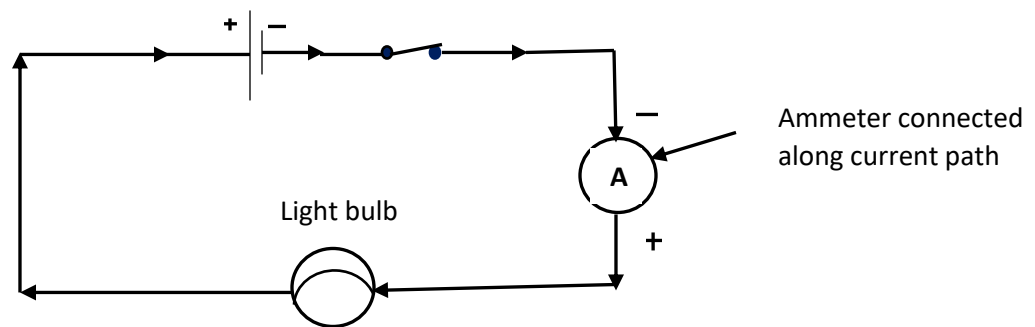 + −
−
Ammeter connected
along current path
A
Light bulb
+